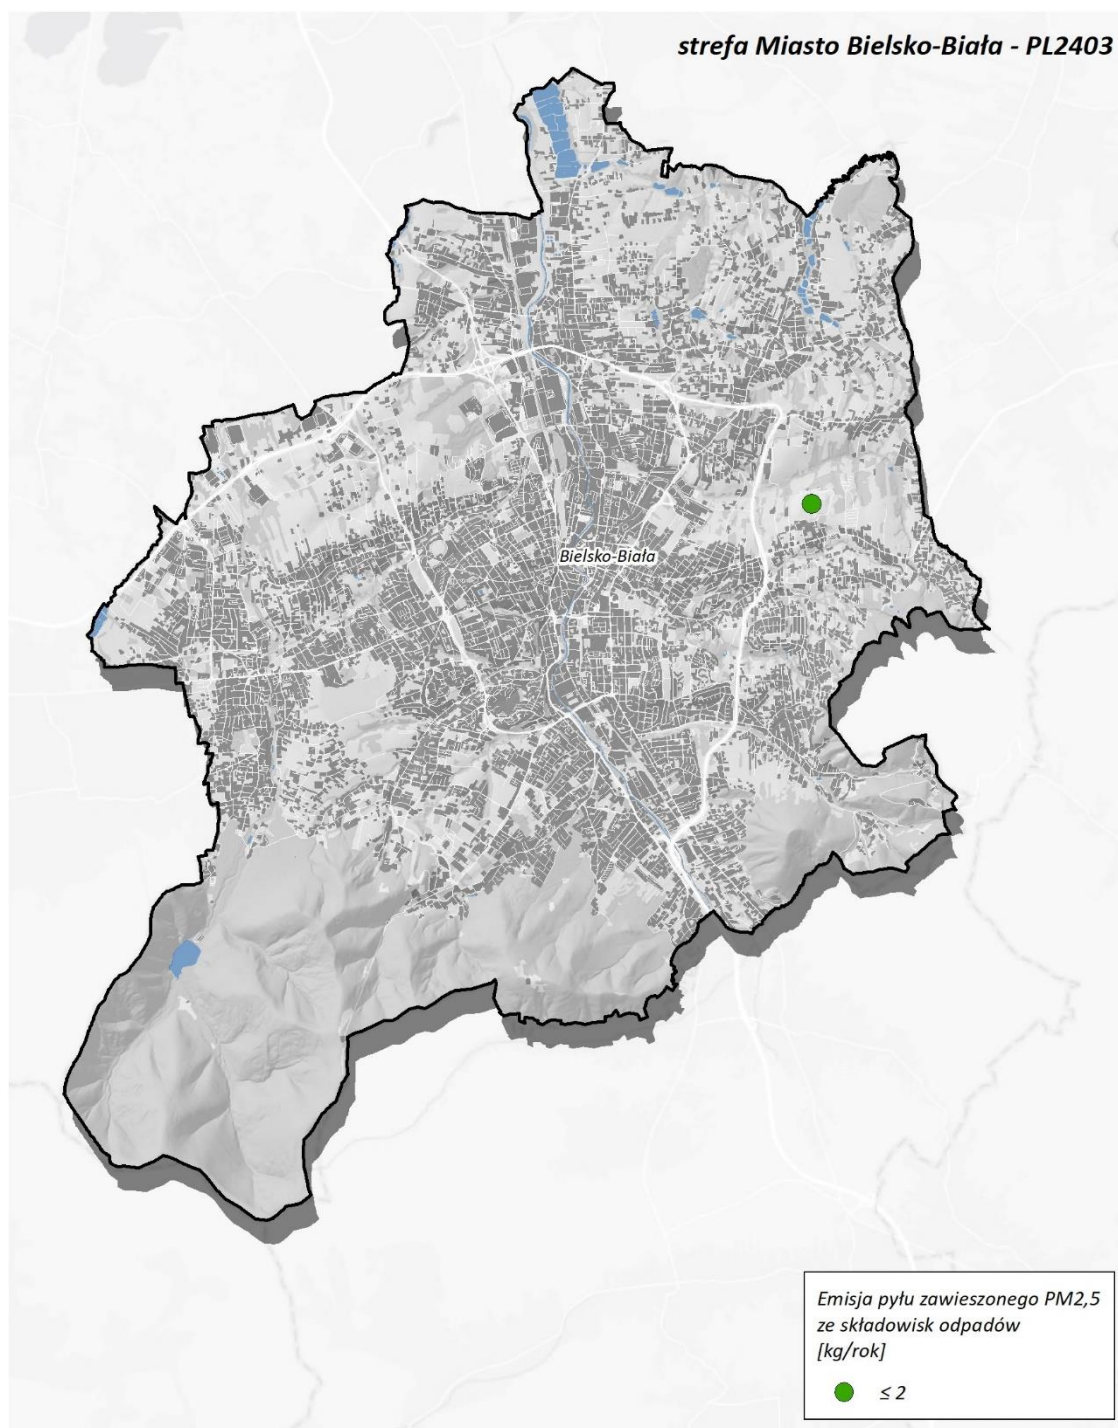 strefa Miasto Bielsko-Biała - PL2403
Bielsko-Biała
Emisja pyłu zawieszonego PM2,5
ze składowisk odpadów
[kg/rok]
≤ 2